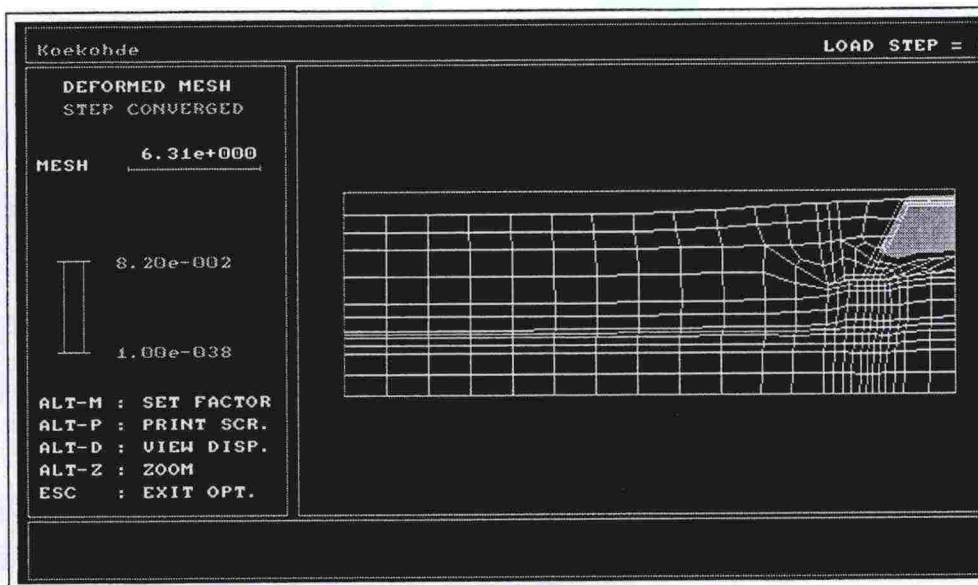 Koekohde
LOAD STEP =
DEFORMED MESH
STEP CONVERGED
MESH
6.31e+000
8.20e-002
1.00e-038
ALT-M : SET FACTOR
ALT-P : PRINT SCR.
ALT-D : VIEW DISP.
ALT-Z : ZOOM
ESC : EXIT OPT.